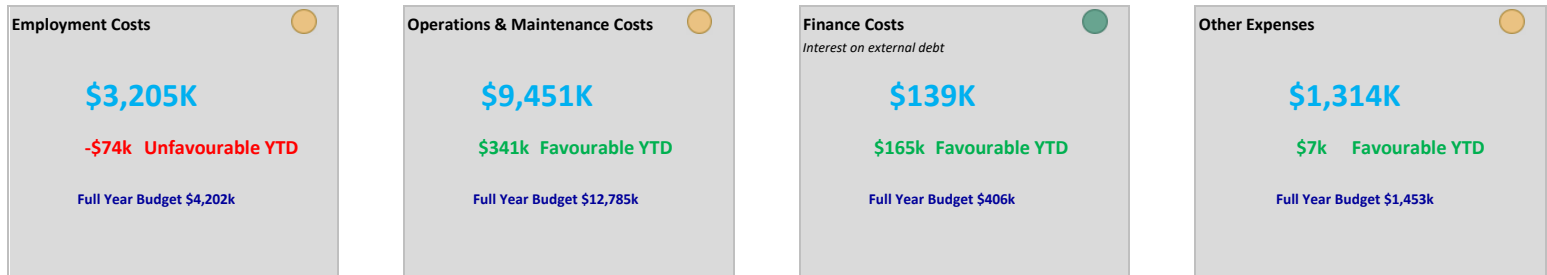 Employment Costs
$3,205K
-$74k Unfavourable YTD
Full Year Budget $4,202k
Operations & Maintenance Costs
$9,451K
$341k Favourable YTD
Full Year Budget $12,785k
Finance Costs
Interest on external debt
$139K
$165k Favourable YTD
Full Year Budget $406k
Other Expenses
$1,314K
$7k Favourable YTD
Full Year Budget $1,453k